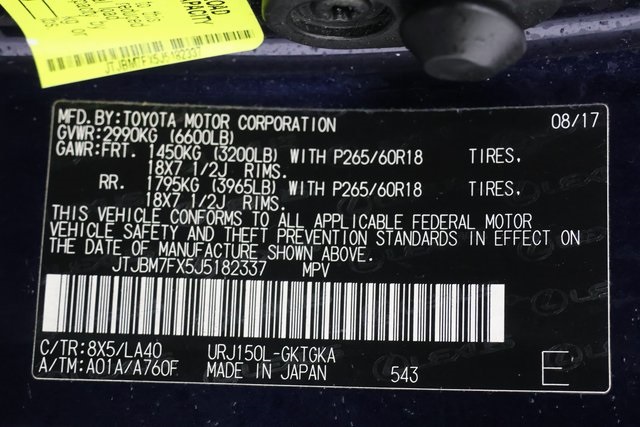 LOAD
CAPACITY
JTJBM7FX5J5182337
MFD.BY:TOYOTA MOTOR CORPORATION 08/17
GVWR:2990KG (6600LB)
GAWR:FRT. 1450KG (3200LB) WITH P265/60R18 TIRES.
18X7 1/2J RIMS.
RR. 1795KG (3965LB) WITH P265/60R18 TIRES.
18X7 1/2J RIMS.
THIS VEHICLE CONFORMS TO ALL APPLICABLE FEDERAL MOTOR
VEHICLE SAFETY AND THEFT PREVENTION STANDARDS IN EFFECT ON
THE DATE OF MANUFACTURE SHOWN ABOVE.
JTJBM7FX5J5182337 MPV
C/TR:8X5/LA40 URJ150L-GKTGKA
A/TM:A01A/A760F MADE IN JAPAN 543 E